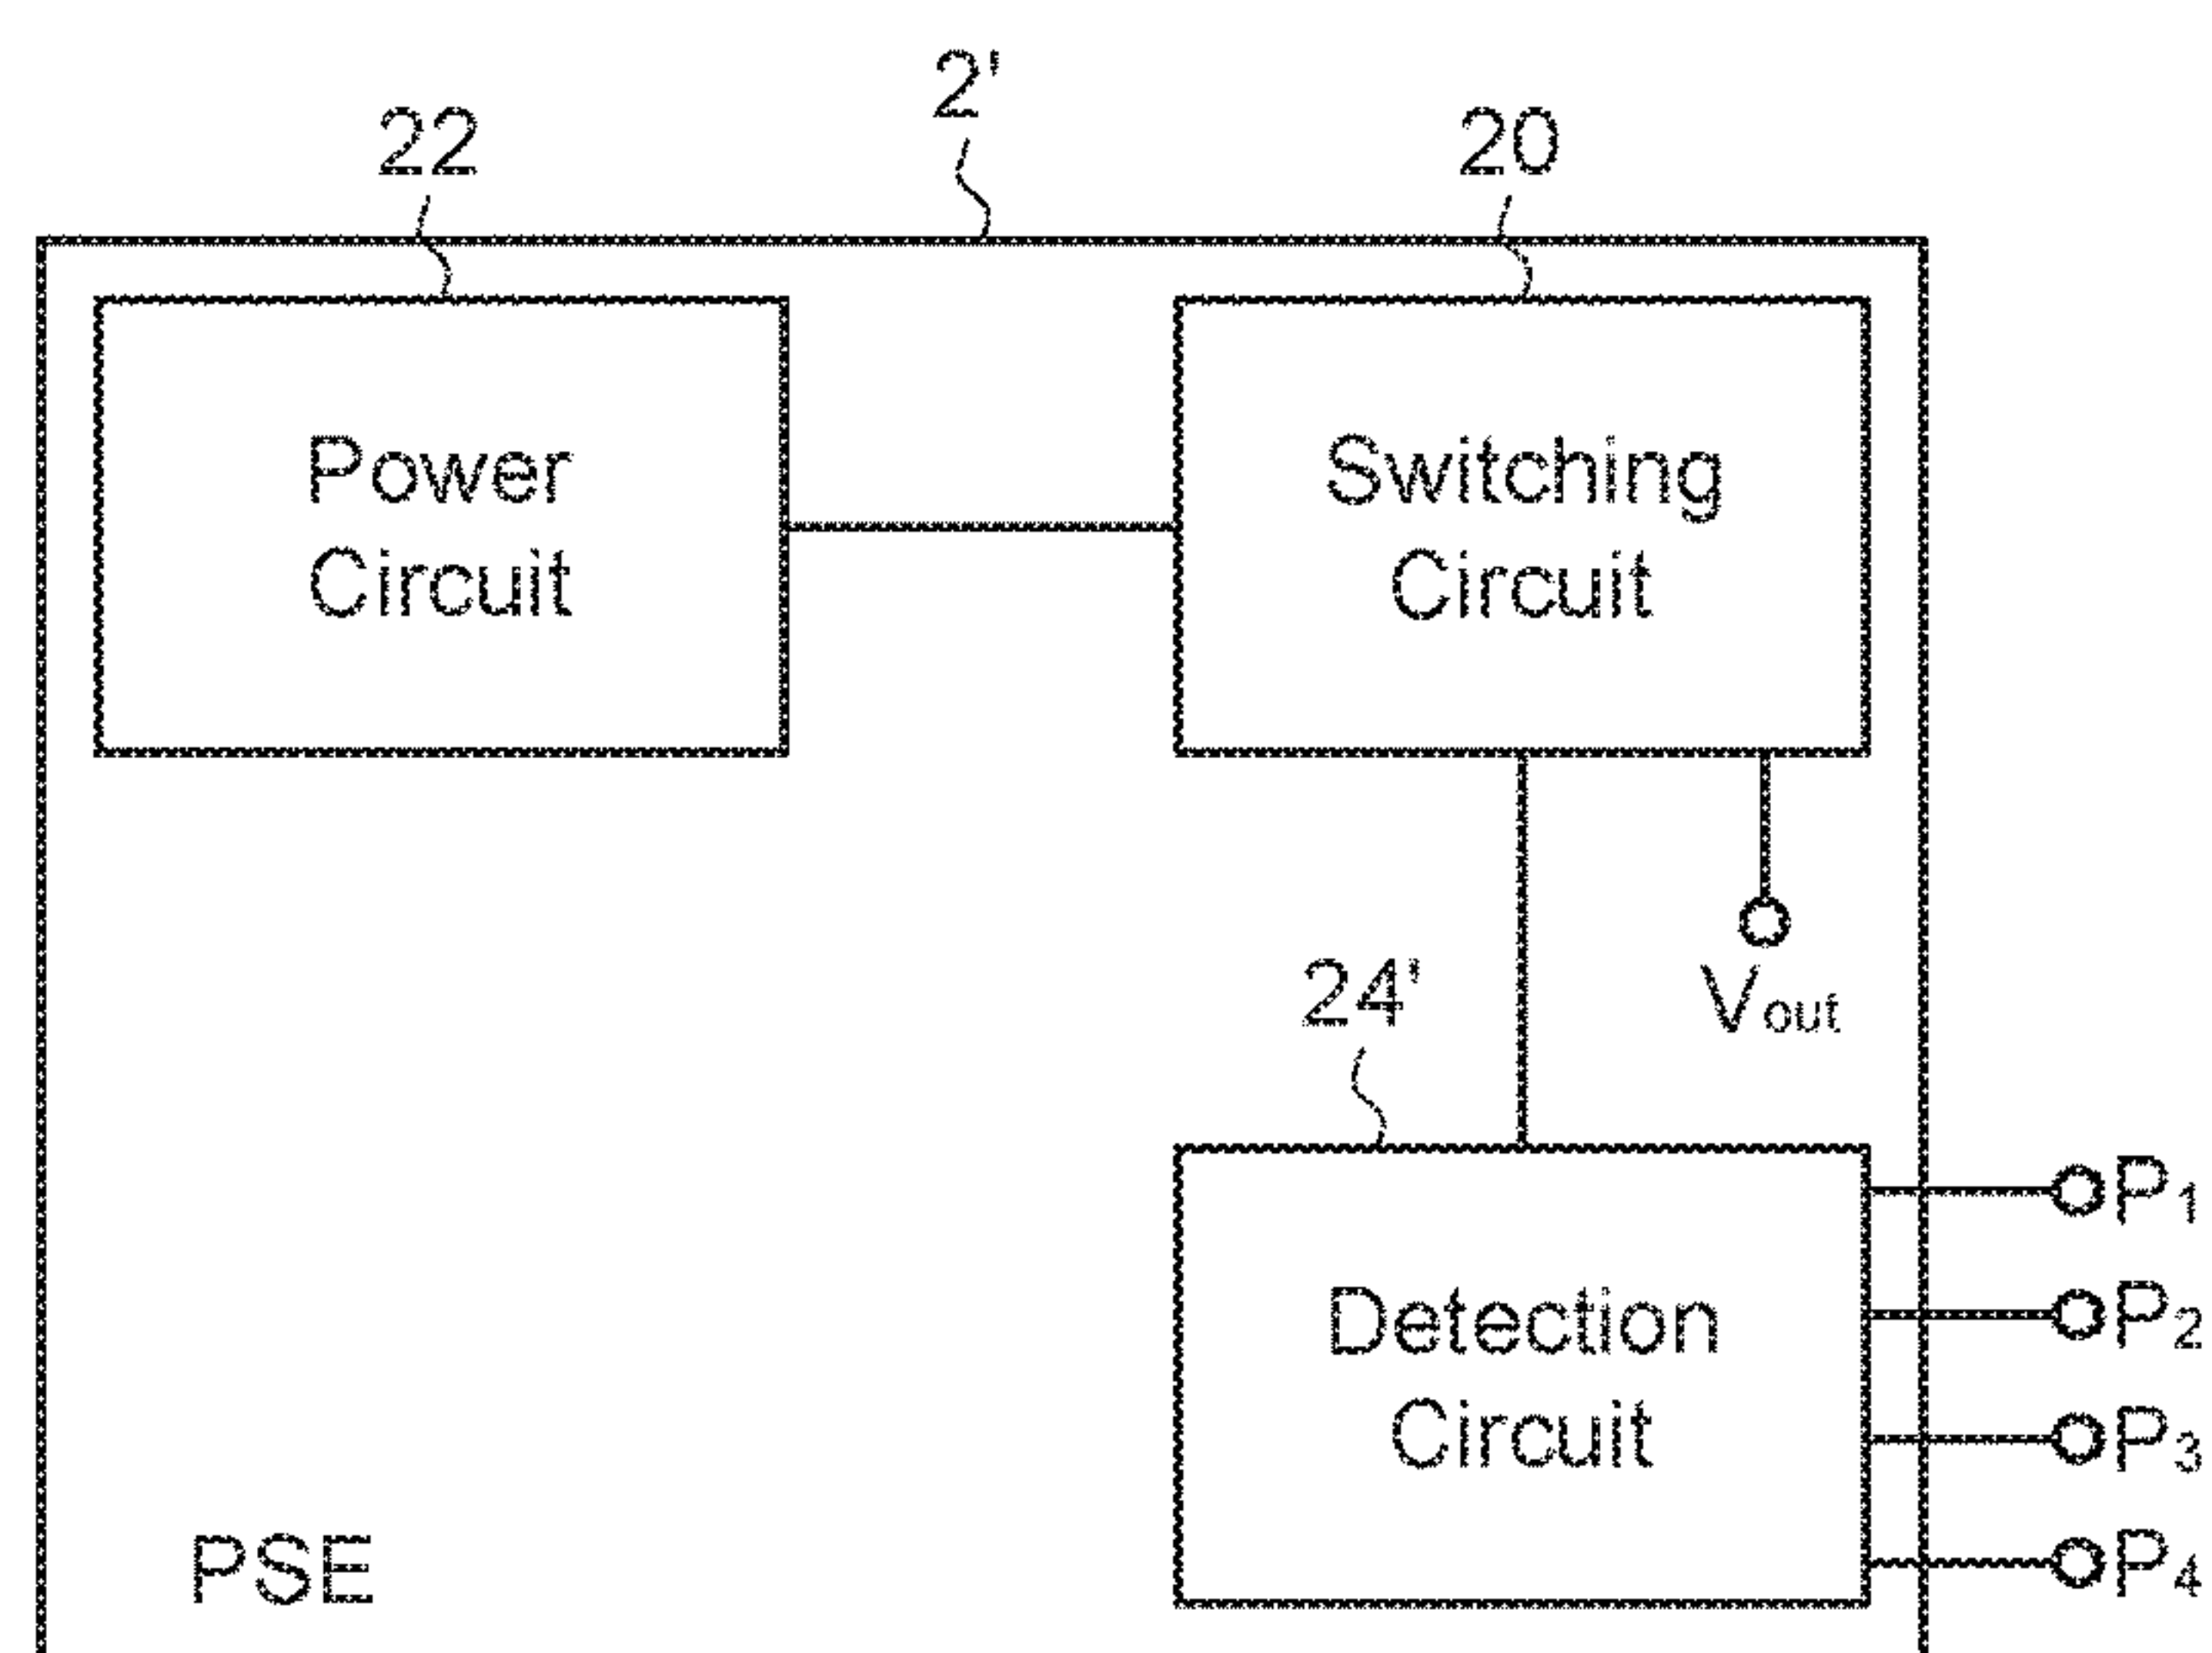 2'
22
20
Power
Circuit
Switching
Circuit
Vout
24'
P1
P2
Detection
Circuit
P3
P4
PSE